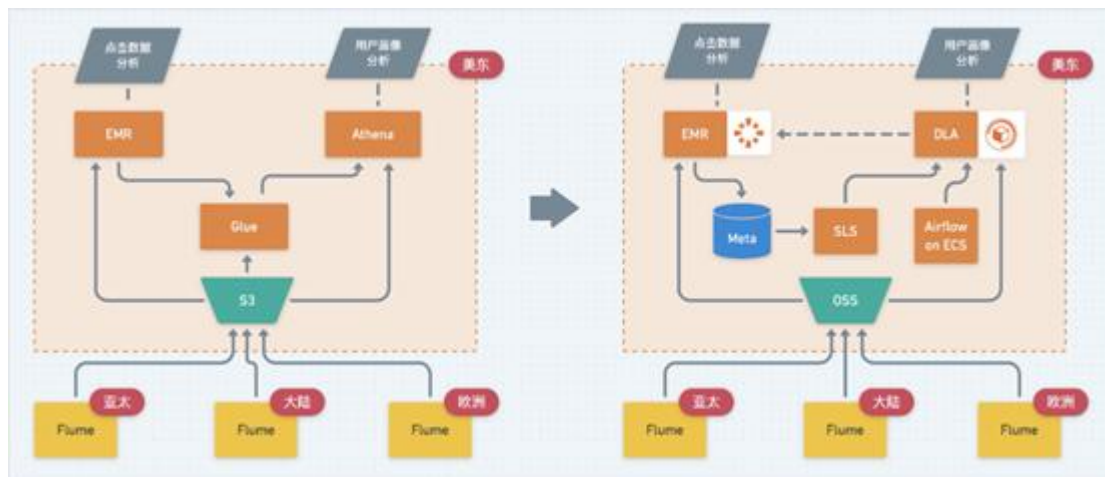 点击数据
分析
用户画像
分析
美东
EMR
Athena
Glue
S3
亚太
大陆
欧洲
Flume
Flume
Flume
点击数据
分析
用户画像
分析
美东
EMR
DLA
Meta
SLS
Airflow
on ECS
OSS
亚太
大陆
欧洲
Flume
Flume
Flume